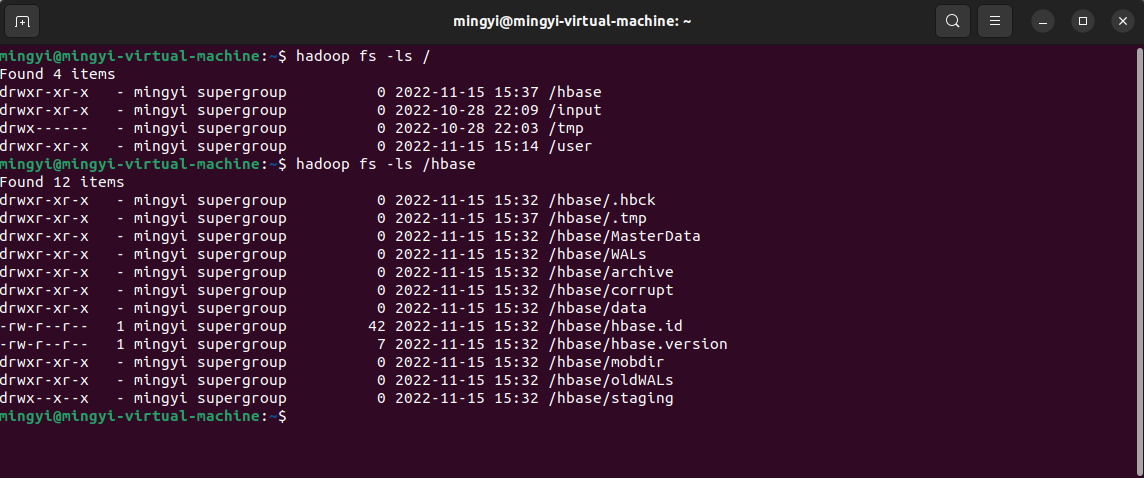 mingyi@mingyi-virtual-machine: ~
mingyi@mingyi-virtual-machine:~$ hadoop fs -ls /
Found 4 items
drwxr-xr-x   - mingyi supergroup          0 2022-11-15 15:37 /hbase
drwxr-xr-x   - mingyi supergroup          0 2022-10-28 22:09 /input
drwx------   - mingyi supergroup          0 2022-10-28 22:03 /tmp
drwxr-xr-x   - mingyi supergroup          0 2022-11-15 15:14 /user
mingyi@mingyi-virtual-machine:~$ hadoop fs -ls /hbase
Found 12 items
drwxr-xr-x   - mingyi supergroup          0 2022-11-15 15:32 /hbase/.hbck
drwxr-xr-x   - mingyi supergroup          0 2022-11-15 15:37 /hbase/.tmp
drwxr-xr-x   - mingyi supergroup          0 2022-11-15 15:32 /hbase/MasterData
drwxr-xr-x   - mingyi supergroup          0 2022-11-15 15:32 /hbase/WALs
drwxr-xr-x   - mingyi supergroup          0 2022-11-15 15:32 /hbase/archive
drwxr-xr-x   - mingyi supergroup          0 2022-11-15 15:32 /hbase/corrupt
drwxr-xr-x   - mingyi supergroup          0 2022-11-15 15:32 /hbase/data
-rw-r--r--   1 mingyi supergroup         42 2022-11-15 15:32 /hbase/hbase.id
-rw-r--r--   1 mingyi supergroup          7 2022-11-15 15:32 /hbase/hbase.version
drwxr-xr-x   - mingyi supergroup          0 2022-11-15 15:32 /hbase/mobdir
drwxr-xr-x   - mingyi supergroup          0 2022-11-15 15:32 /hbase/oldWALs
drwx--x--x   - mingyi supergroup          0 2022-11-15 15:32 /hbase/staging
mingyi@mingyi-virtual-machine:~$